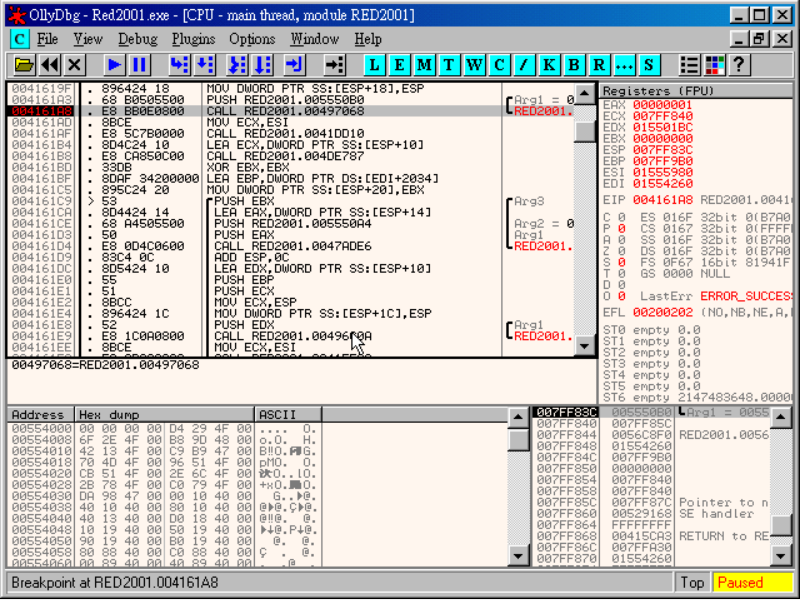 OllyDbg - Red2001.exe - [CPU - main thread, module RED2001]
C File View Debug Plugins Options Window Help
L E M T W C / K B R ... S ?
0041619F . 896424 18 MOV DWORD PTR SS:[ESP+18],ESP
004161A3 . 68 B0505500 PUSH RED2001.005550B0 Arg1 = 0
004161A8 . E8 BB0E0800 CALL RED2001.00497068 RED2001.
004161AD . 8BCE MOV ECX,ESI
004161AF . E8 5C7B0000 CALL RED2001.0041DD10
004161B4 . 8D4C24 10 LEA ECX,DWORD PTR SS:[ESP+10]
004161B8 . E8 CA850C00 CALL RED2001.004DE787
004161BD . 33DB XOR EBX,EBX
004161BF . 8DAF 34200000 LEA EBP,DWORD PTR DS:[EDI+2034]
004161C5 . 895C24 20 MOV DWORD PTR SS:[ESP+20],EBX
004161C9 > 53 PUSH EBX Arg3
004161CA . 8D4424 14 LEA EAX,DWORD PTR SS:[ESP+14]
004161CE . 68 A4505500 PUSH RED2001.005550A4 Arg2 = 0
004161D3 . 50 PUSH EAX Arg1
004161D4 . E8 0D4C0600 CALL RED2001.0047ADE6 RED2001.
004161D9 . 83C4 0C ADD ESP,0C
004161DC . 8D5424 10 LEA EDX,DWORD PTR SS:[ESP+10]
004161E0 . 55 PUSH EBP
004161E1 . 51 PUSH ECX
004161E2 . 8BCC MOV ECX,ESP
004161E4 . 896424 1C MOV DWORD PTR SS:[ESP+1C],ESP
004161E8 . 52 PUSH EDX Arg1
004161E9 . E8 1C0A0800 CALL RED2001. RED2001.
004161EE . 8BCE MOV ECX,ESI
00497068=RED2001.00497068
Registers (FPU)
EAX 00000001
ECX 007FF840
EDX 015501BC
EBX 00000000
ESP 007FF83C
EBP 007FF9B0
ESI 01555980
EDI 01554260
EIP 004161A8 RED2001.0041
C 0 ES 016F 32bit 0(B7A0
P 0 CS 0167 32bit 0(FFFF
A 0 SS 016F 32bit 0(B7A0
Z 0 DS 016F 32bit 0(B7A0
S 0 FS 0F67 16bit 81941F
T 0 GS 0000 NULL
D 0
O 0 LastErr ERROR_SUCCESS
EFL 00200202 (NO,NB,NE,A,
ST0 empty 0.0
ST1 empty 0.0
ST2 empty 0.0
ST3 empty 0.0
ST4 empty 0.0
ST5 empty 0.0
ST6 empty 2147483648.0000
Address Hex dump ASCII
00554000 00 00 00 00 D4 29 4F 00
00554008 6F 2E 4F 00 B8 9D 48 00
00554010 42 13 4F 00 C9 B9 47 00
00554018 70 4D 4F 00 96 51 4F 00
00554020 CB 51 4F 00 2E 6C 4F 00
00554028 2B 78 4F 00 C0 79 4F 00
00554030 DA 98 47 00 00 10 40 00
00554038 40 10 40 00 80 10 40 00
00554040 40 13 40 00 D0 18 40 00
00554048 10 19 40 00 50 19 40 00
00554050 90 19 40 00 B0 19 40 00
00554058 80 88 40 00 C0 88 40 00
00554060 00 89 40 00 40 89 40 00
007FF83C 005550B0 Arg1 = 0055
007FF840 007FF85C
007FF844 0056C8F0 RED2001.0056
007FF848 01554260
007FF84C 007FF9B0
007FF850 00000000
007FF854 007FF840
007FF858 007FF840
007FF85C 007FF87C Pointer to n
007FF860 00529168 SE handler
007FF864 FFFFFFFF
007FF868 00415CA3 RETURN to RE
007FF86C 007FFA30
007FF870 01554260
Breakpoint at RED2001.004161A8 Top Paused